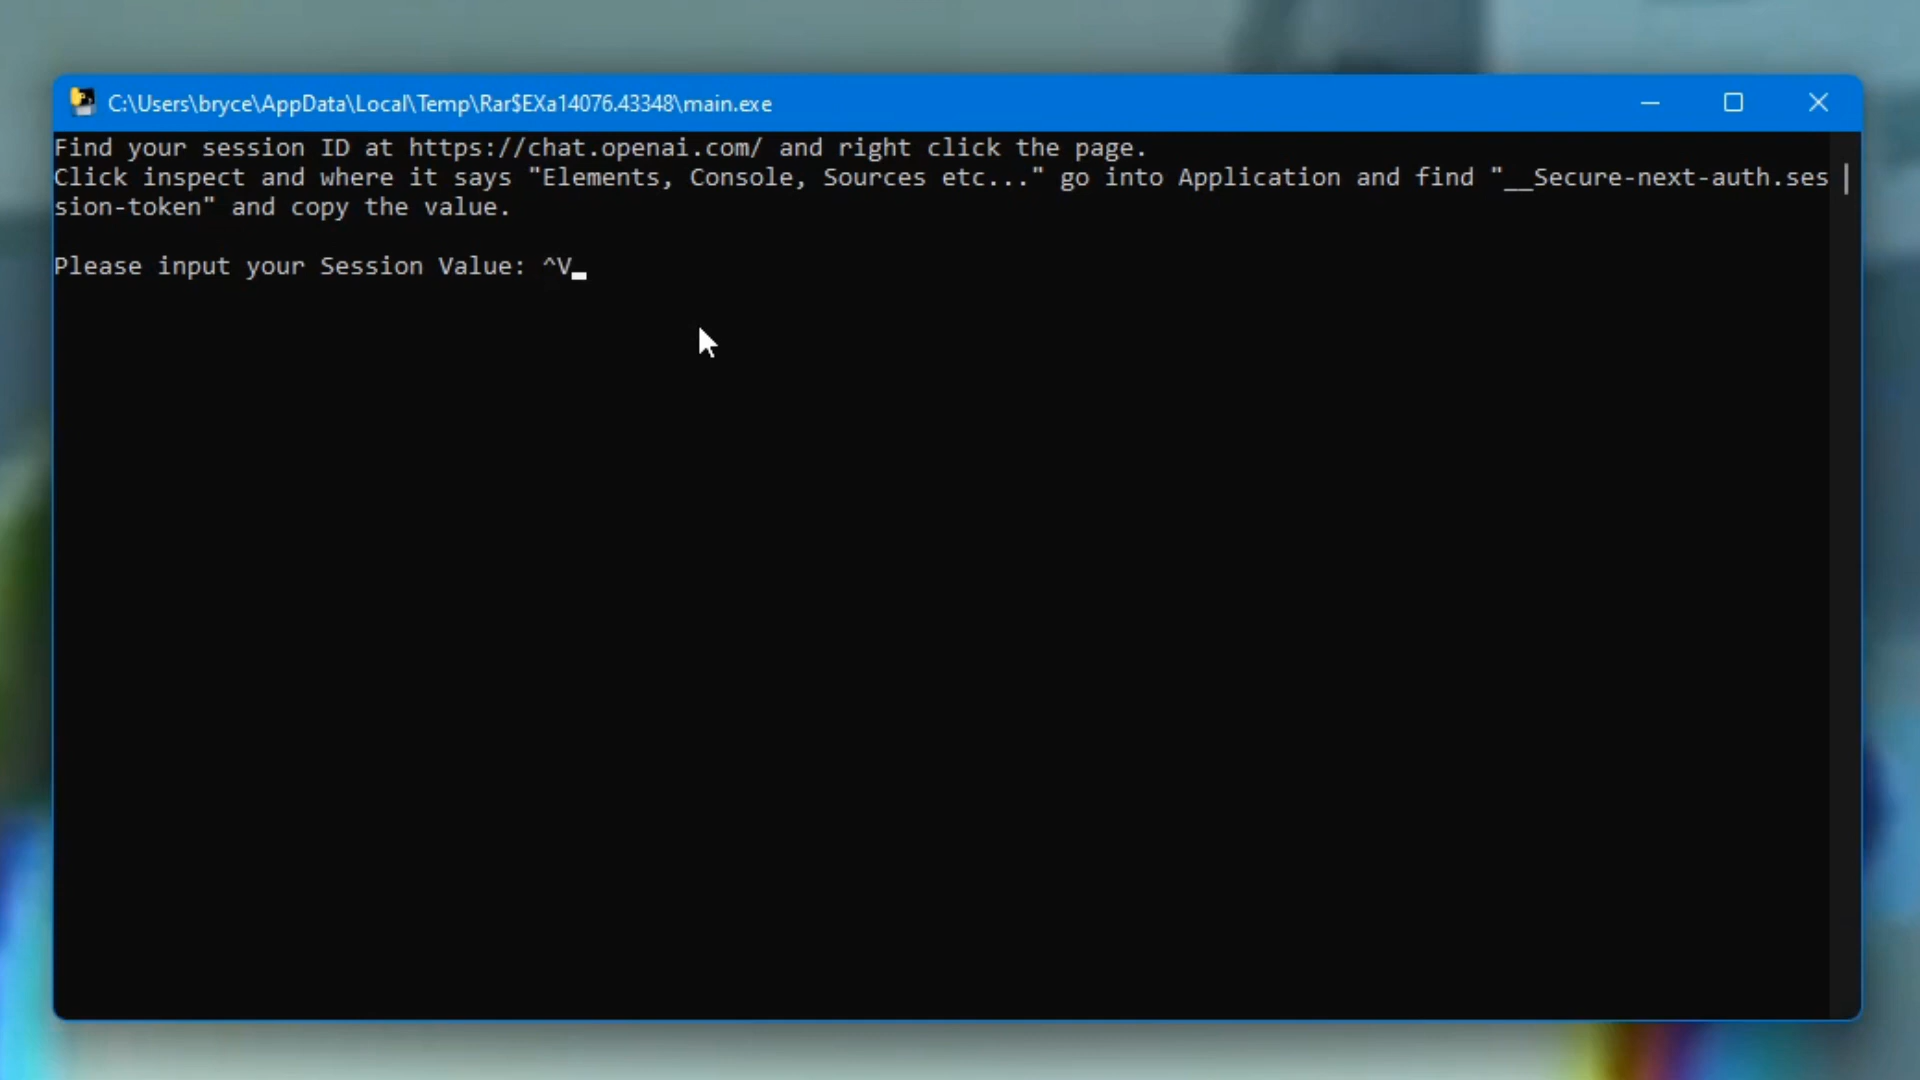 C:\Users\bryce\AppData\Local\Temp\Rar$EXa14076.43348\main.exe
Find your session ID at https://chat.openai.com/ and right click the page.
Click inspect and where it says "Elements, Console, Sources etc..." go into Application and find "__Secure-next-auth.ses
sion-token" and copy the value.
Please input your Session Value: ^V